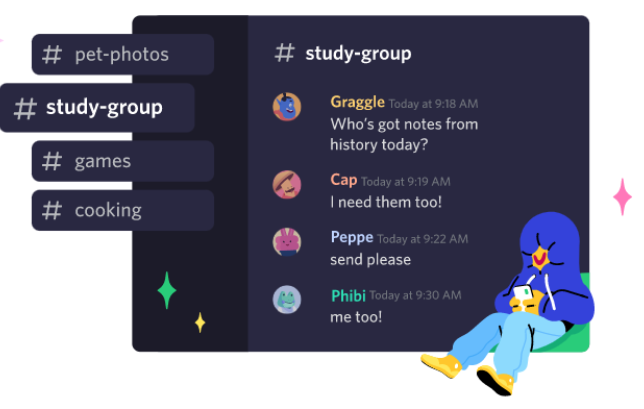 # pet-photos
# study-group
# games
# cooking
# study-group
Graggle Today at 9:18 AM
Who's got notes from
history today?
Cap Today at 9:19 AM
I need them too!
Peppe Today at 9:22 AM
send please
Phibi Today at 9:30 AM
me too!